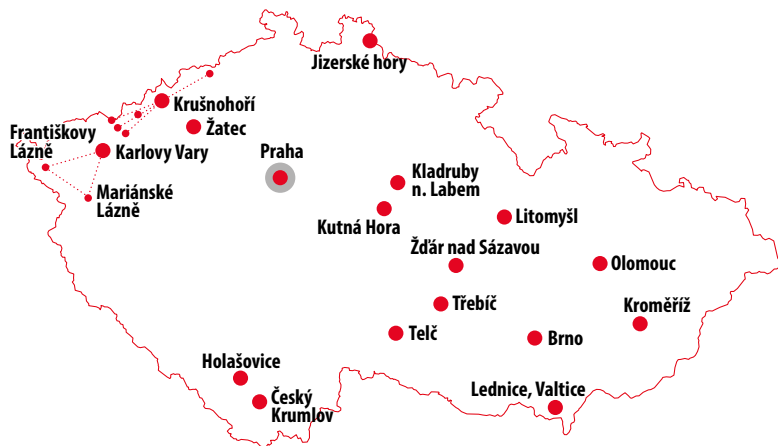 Jizerské hory
Krušnohoří
Žatec
Františkovy
Lázně
Karlovy Vary
Praha
Mariánské
Lázně
Kladruby
n. Labem
Kutná Hora
Litomyšl
Žďár nad Sázavou
Olomouc
Třebíč
Kroměříž
Telč
Brno
Holašovice
Český
Krumlov
Lednice, Valtice